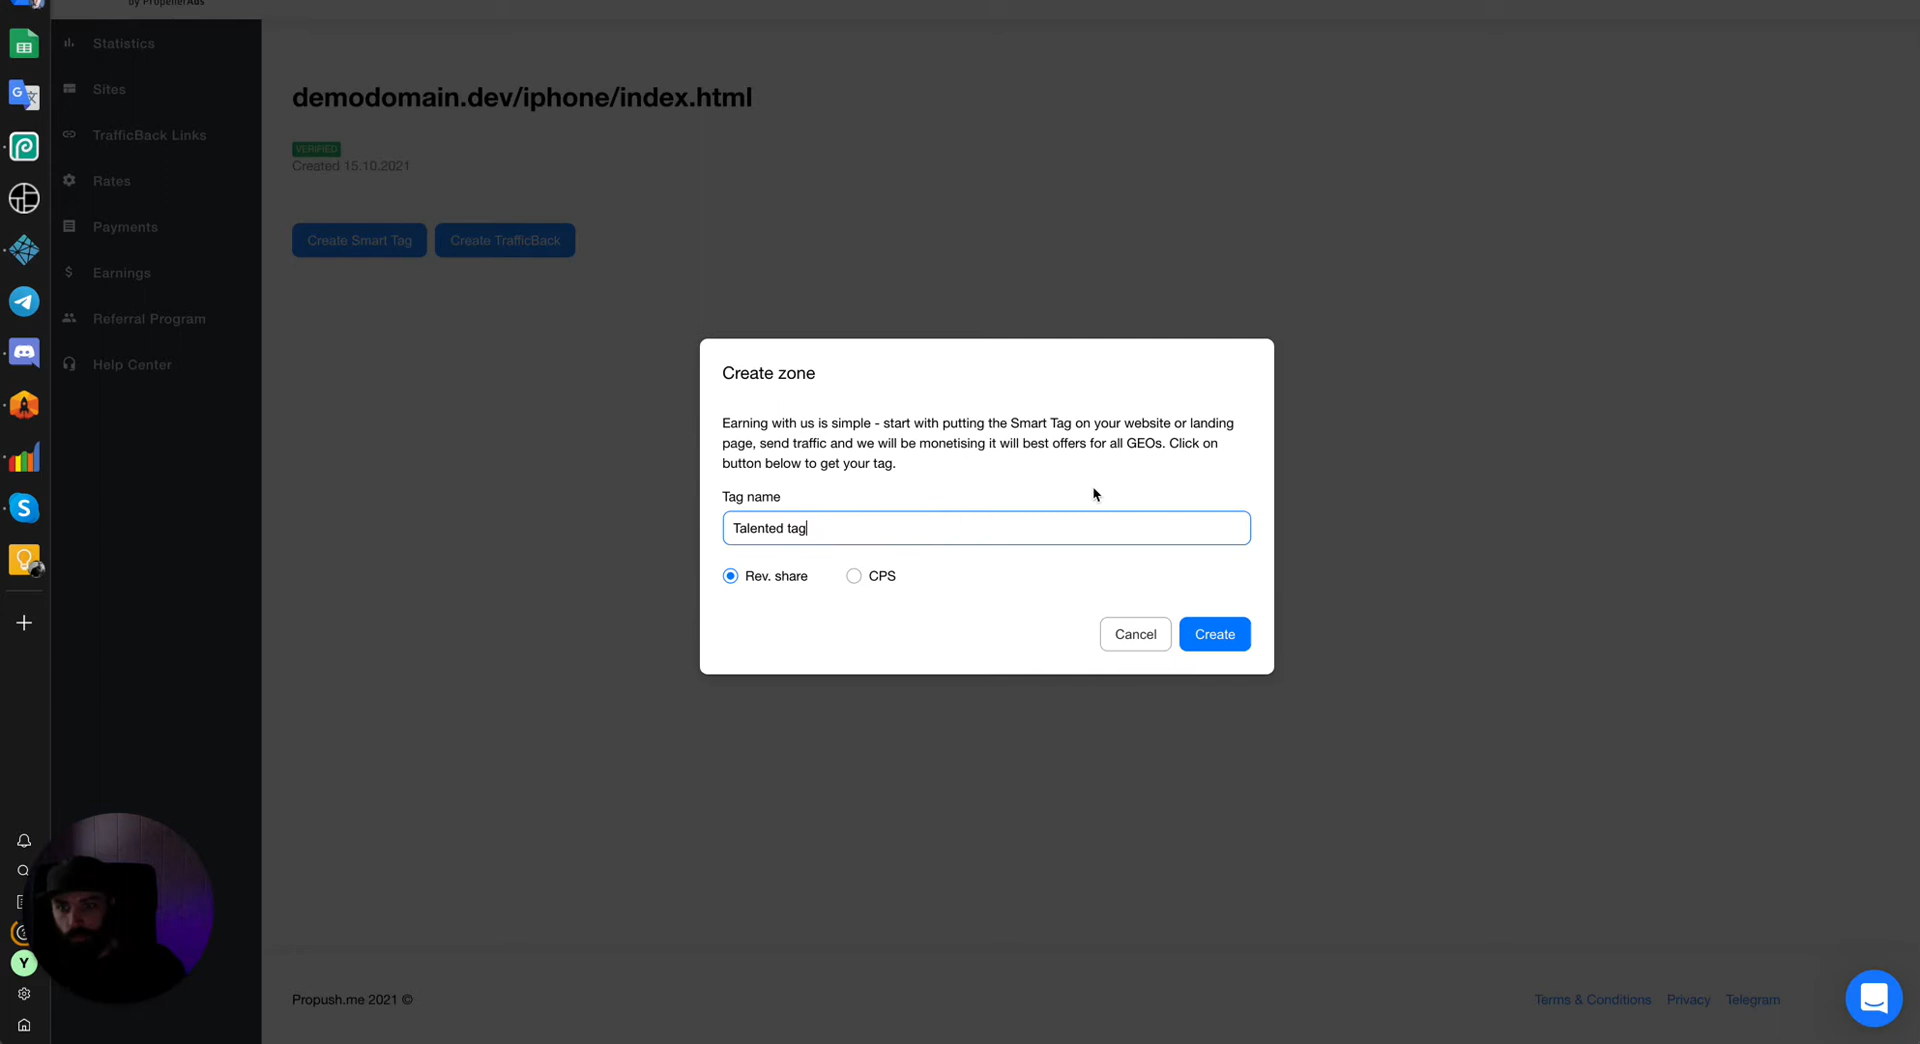 by PropellerAds
Statistics
Sites
TrafficBack Links
Rates
Payments
Earnings
Referral Program
Help Center
demodomain.dev/iphone/index.html
VERIFIED
Created 15.10.2021
Create Smart Tag
Create TrafficBack
Create zone
Earning with us is simple - start with putting the Smart Tag on your website or landing
page, send traffic and we will be monetising it will best offers for all GEOs. Click on
button below to get your tag.
Tag name
Talented tag
Rev. share
CPS
Cancel
Create
Y
Propush.me 2021 ©
Terms & Conditions
Privacy
Telegram